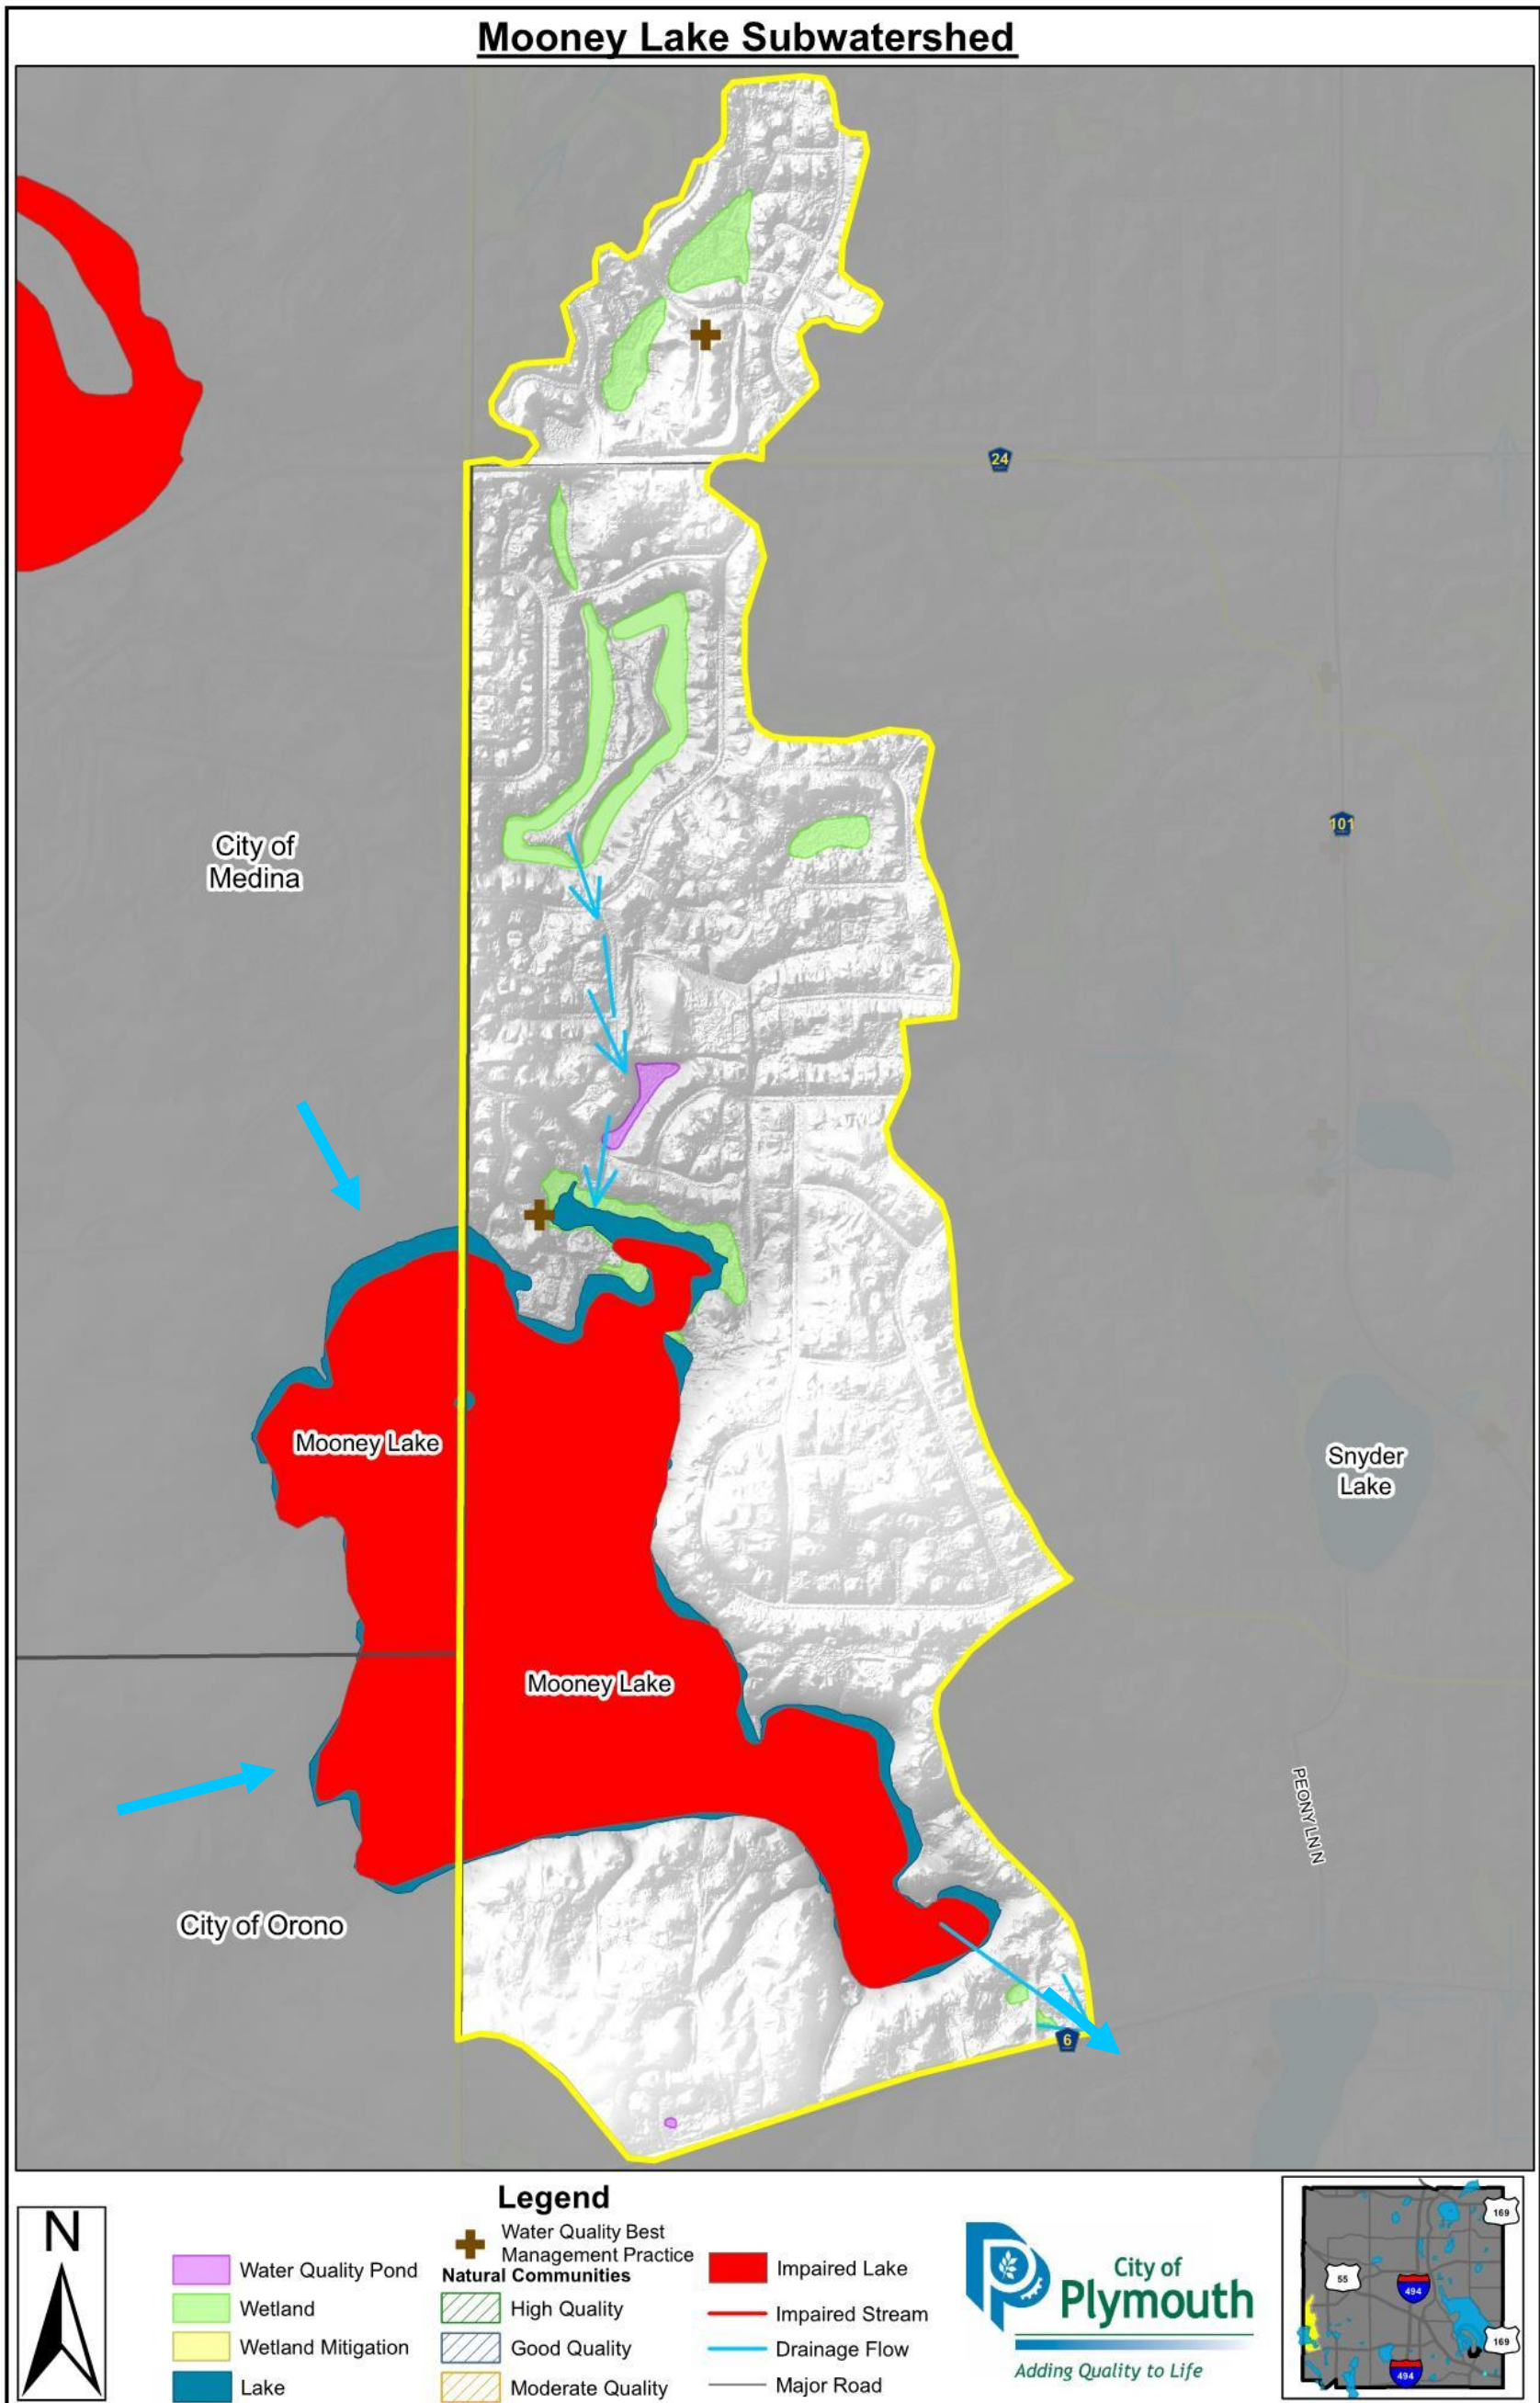 Mooney Lake Subwatershed
24
101
City of
Medina
Mooney Lake
Snyder
Lake
Mooney Lake
PEONY LN N
City of Orono
6
N
Legend
Water Quality Pond
Wetland
Wetland Mitigation
Lake
Water Quality Best
Management Practice
Natural Communities
High Quality
Good Quality
Moderate Quality
Impaired Lake
Impaired Stream
Drainage Flow
Major Road
City of
Plymouth
Adding Quality to Life
169
55
494
169
494